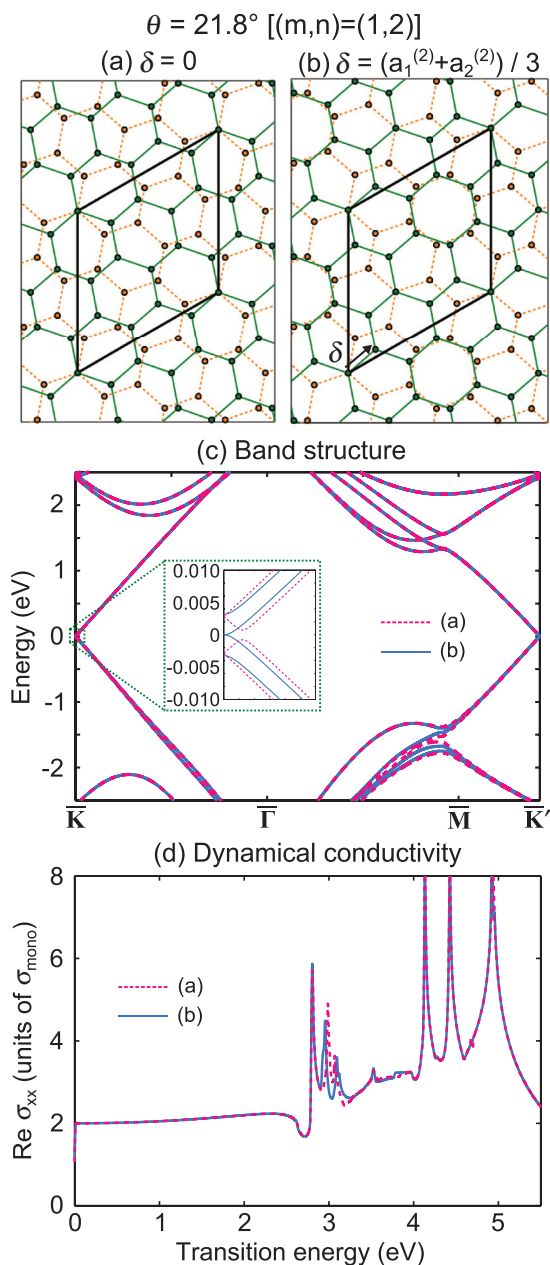 θ = 21.8° [(m,n)=(1,2)]
(a) δ = 0
(b) δ = (a₁⁽²⁾+a₂⁽²⁾) / 3
δ
(c) Band structure
Energy (eV)
2
1
0
-1
-2
0.010
0.005
0
-0.005
-0.010
(a)
(b)
K̅
Γ̅
M̅
K̅′
(d) Dynamical conductivity
Re σxx (units of σmono)
8
6
4
2
0
(a)
(b)
0 1 2 3 4 5
Transition energy (eV)